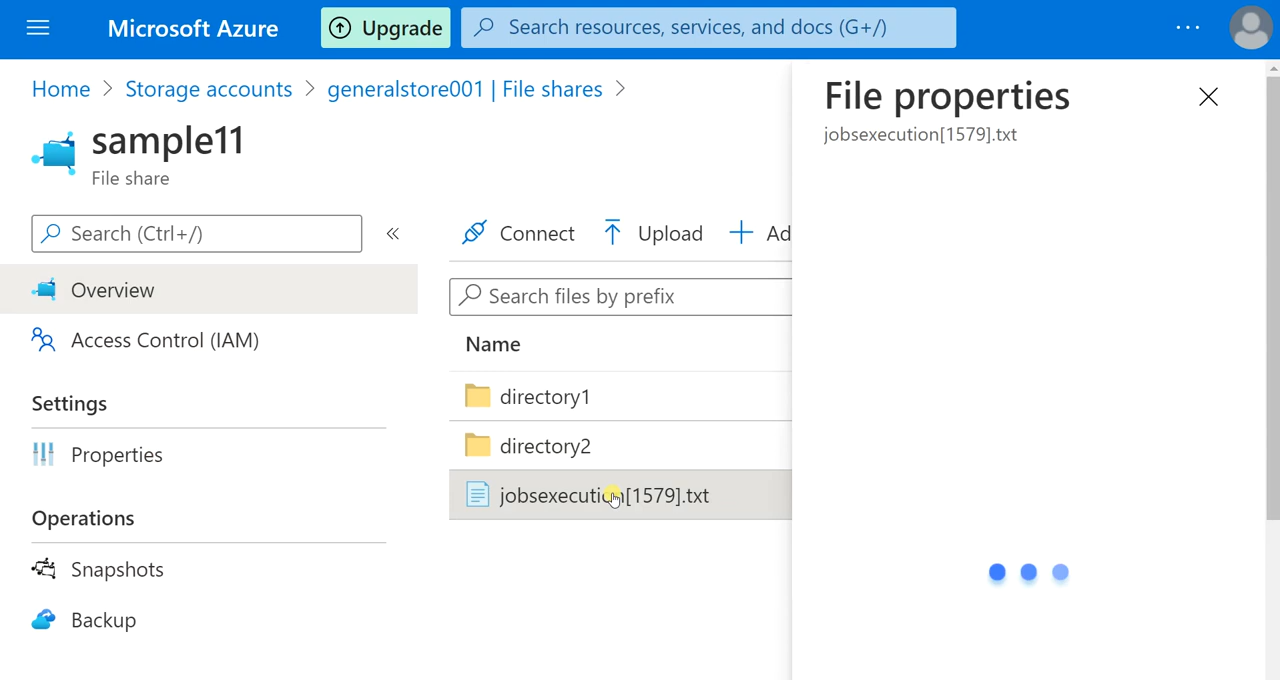 Microsoft Azure
Upgrade
Search resources, services, and docs (G+/)
Home > Storage accounts > generalstore001 | File shares >
sample11
File share
Search (Ctrl+/)
«
Overview
Access Control (IAM)
Settings
Properties
Operations
Snapshots
Backup
Connect
Upload
Ad
Search files by prefix
Name
directory1
directory2
jobsexecution[1579].txt
File properties
jobsexecution[1579].txt